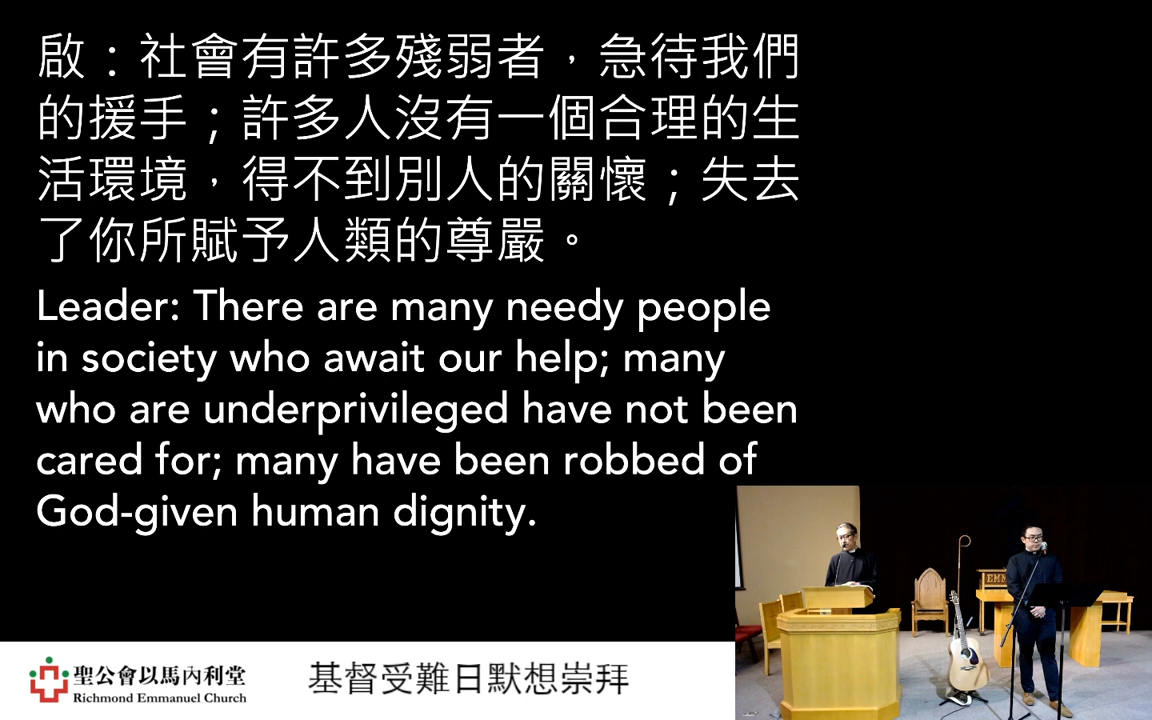 啟：社會有許多殘弱者，急待我們
的援手；許多人沒有一個合理的生
活環境，得不到別人的關懷；失去
了你所賦予人類的尊嚴。
Leader: There are many needy people
in society who await our help; many
who are underprivileged have not been
cared for; many have been robbed of
God-given human dignity.
聖公會以馬內利堂
Richmond Emmanuel Church
基督受難日默想崇拜